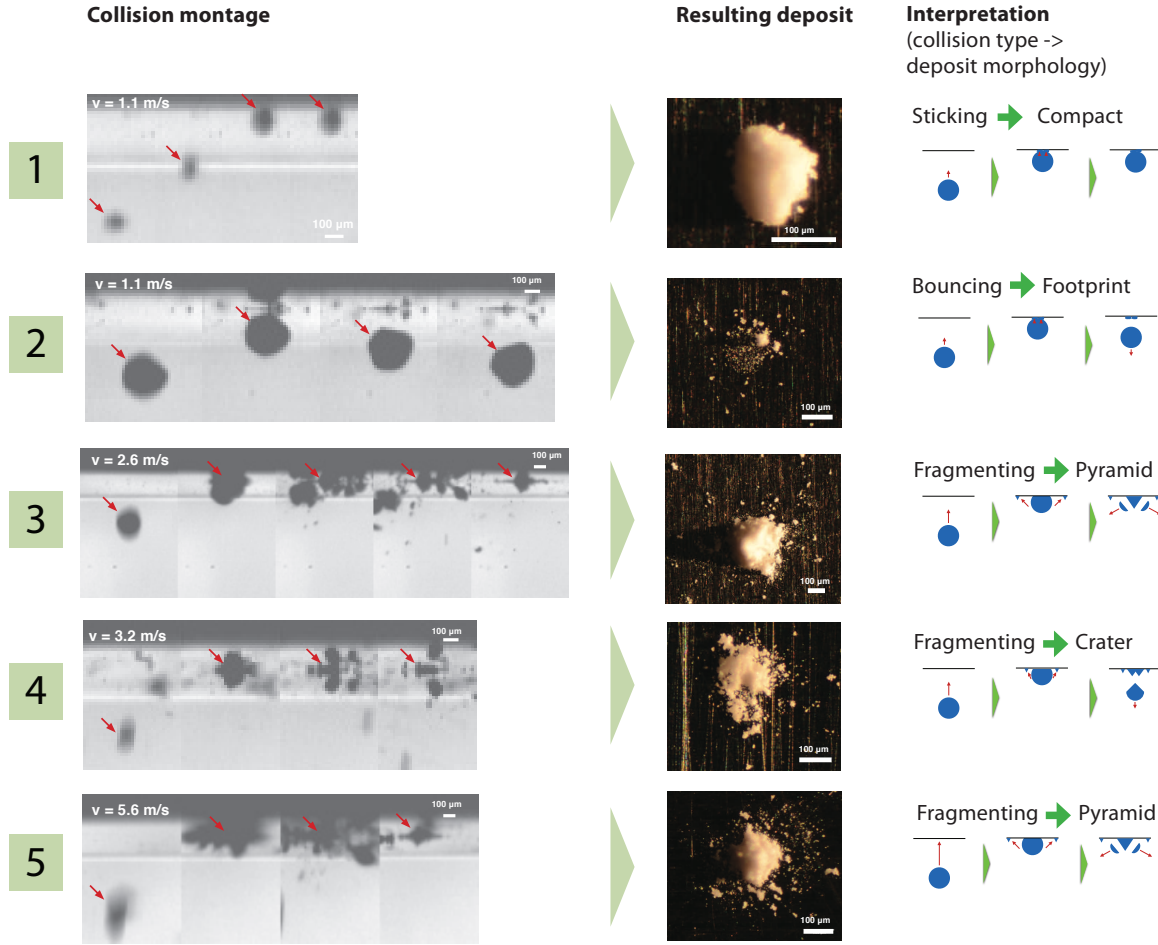 Collision montage
Resulting deposit
Interpretation
(collision type ->
deposit morphology)
1
v = 1.1 m/s
100 µm
100 µm
Sticking Compact
2
v = 1.1 m/s
100 µm
100 µm
Bouncing Footprint
3
v = 2.6 m/s
100 µm
100 µm
Fragmenting Pyramid
4
v = 3.2 m/s
100 µm
100 µm
Fragmenting Crater
5
v = 5.6 m/s
100 µm
100 µm
Fragmenting Pyramid